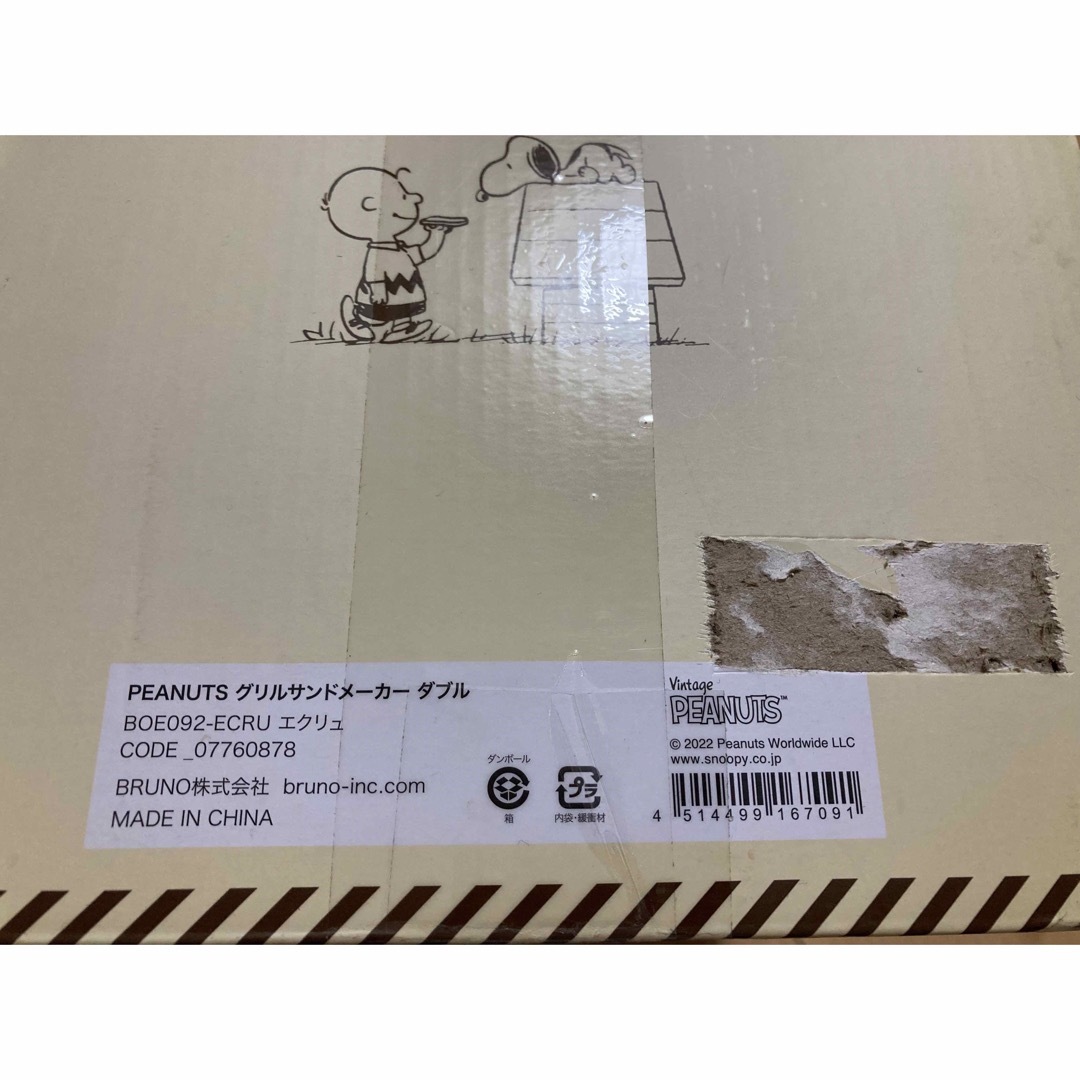 PEANUTS グリルサンドメーカー ダブル
BOE092-ECRU エクリュ
CODE _07760878
BRUNO株式会社 bruno-inc.com
MADE IN CHINA
ダンボール
箱
プラ
内袋・緩衝材
Vintage
PEANUTS™
© 2022 Peanuts Worldwide LLC
www.snoopy.co.jp
4 514499 167091